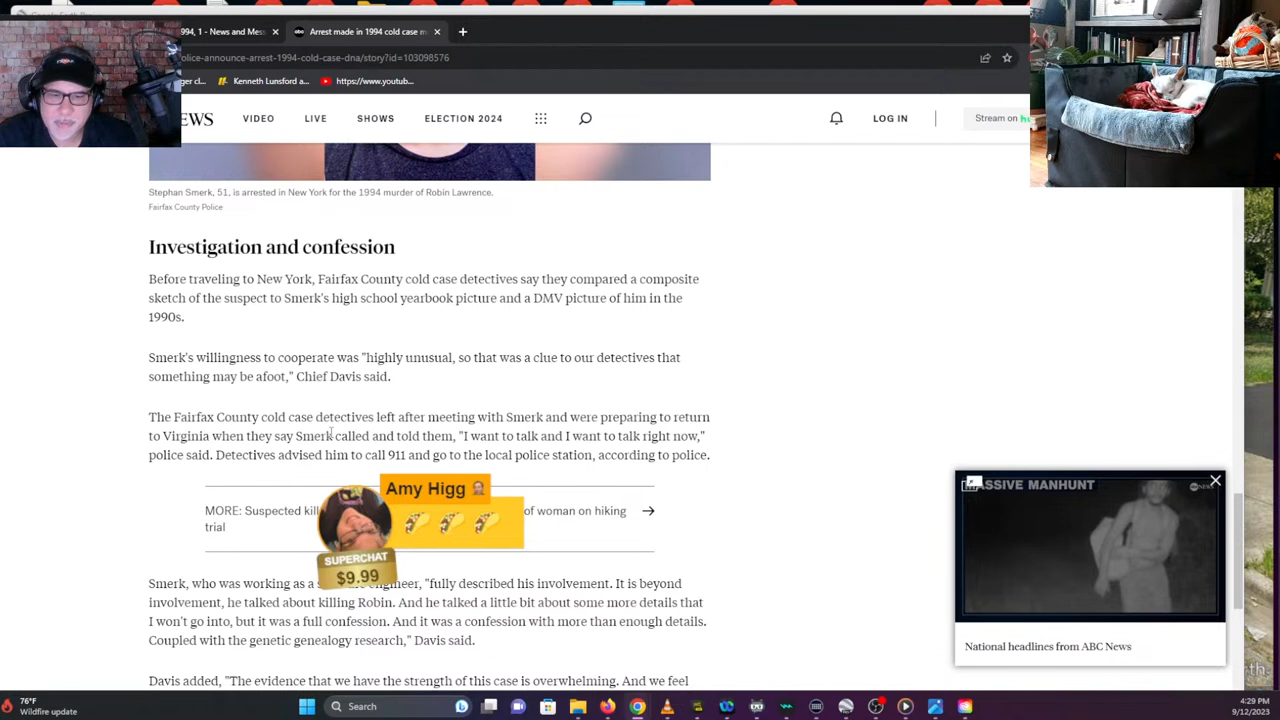 1994, 1 - News and Mes
Arrest made in 1994 cold case m
olice-announce-arrest-1994-cold-case-dna/story?id=103098576
ger cl...
Kenneth Lunsford a...
https://www.youtub...
EWS
VIDEO
LIVE
SHOWS
ELECTION 2024
LOG IN
Stream on
Stephan Smerk, 51, is arrested in New York for the 1994 murder of Robin Lawrence.
Fairfax County Police
Investigation and confession
Before traveling to New York, Fairfax County cold case detectives say they compared a composite
sketch of the suspect to Smerk's high school yearbook picture and a DMV picture of him in the
1990s.
Smerk's willingness to cooperate was "highly unusual, so that was a clue to our detectives that
something may be afoot," Chief Davis said.
The Fairfax County cold case detectives left after meeting with Smerk and were preparing to return
to Virginia when they say Smerk called and told them, "I want to talk and I want to talk right now,"
police said. Detectives advised him to call 911 and go to the local police station, according to police.
Amy Higg
MORE: Suspected kill of woman on hiking
trial
SUPERCHAT
$9.99
Smerk, who was working as a s engineer, "fully described his involvement. It is beyond
involvement, he talked about killing Robin. And he talked a little bit about some more details that
I won't go into, but it was a full confession. And it was a confession with more than enough details.
Coupled with the genetic genealogy research," Davis said.
Davis added, "The evidence that we have the strength of this case is overwhelming. And we feel
ASSIVE MANHUNT
abc NEWS
National headlines from ABC News
76°F
Wildfire update
Search
4:29 PM
9/12/2023